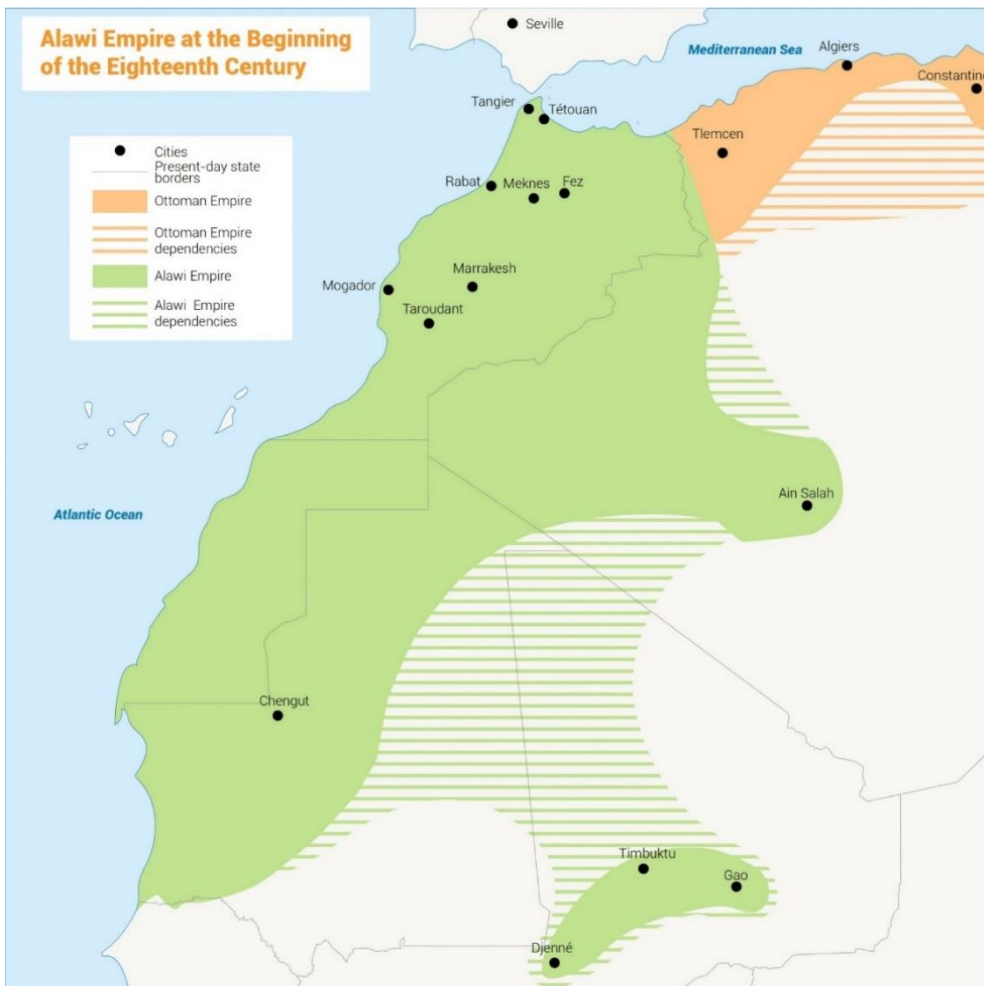 Alawi Empire at the Beginning
of the Eighteenth Century
Cities
Present-day state
borders
Ottoman Empire
Ottoman Empire
dependencies
Alawi Empire
Alawi Empire
dependencies
Seville
Mediterranean Sea
Algiers
Constantine
Tangier
Tétouan
Tlemcen
Rabat
Meknes
Fez
Mogador
Marrakesh
Taroudant
Atlantic Ocean
Ain Salah
Chengut
Timbuktu
Gao
Djenné